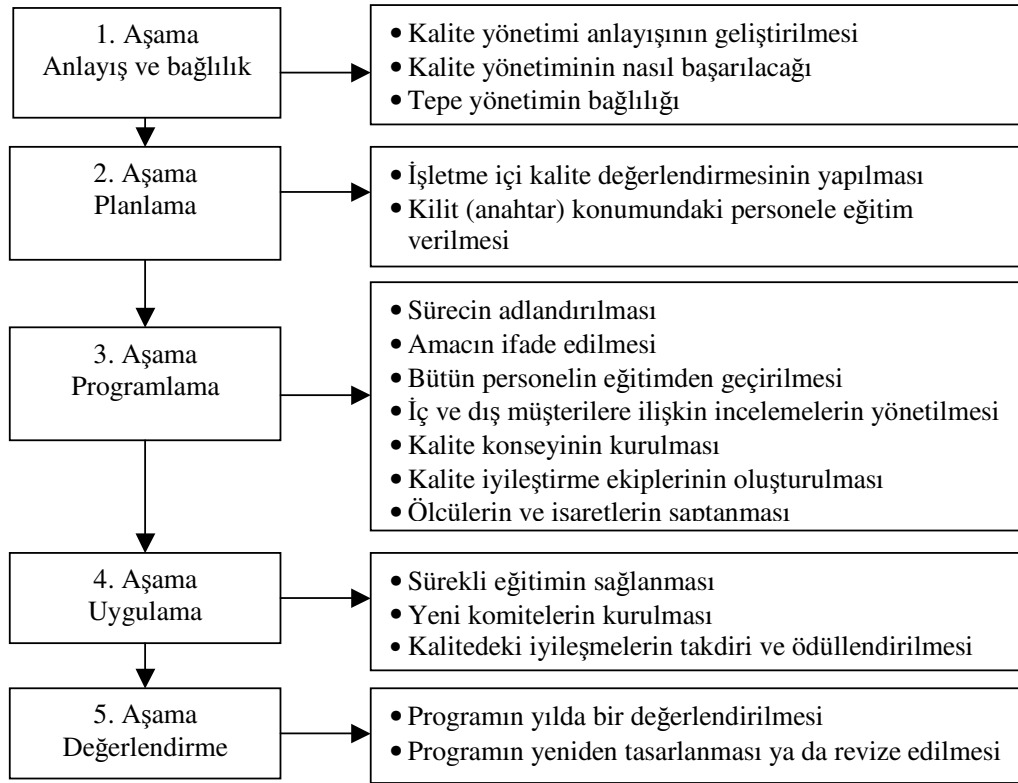 1. Aşama
Anlayış ve bağlılık
• Kalite yönetimi anlayışının geliştirilmesi
• Kalite yönetiminin nasıl başarılacağı
• Tepe yönetimin bağlılığı
2. Aşama
Planlama
• İşletme içi kalite değerlendirmesinin yapılması
• Kilit (anahtar) konumundaki personele eğitim
verilmesi
3. Aşama
Programlama
• Sürecin adlandırılması
• Amacın ifade edilmesi
• Bütün personelin eğitimden geçirilmesi
• İç ve dış müşterilere ilişkin incelemelerin yönetilmesi
• Kalite konseyinin kurulması
• Kalite iyileştirme ekiplerinin oluşturulması
• Ölçülerin ve işaretlerin saptanması
4. Aşama
Uygulama
• Sürekli eğitimin sağlanması
• Yeni komitelerin kurulması
• Kalitedeki iyileşmelerin takdiri ve ödüllendirilmesi
5. Aşama
Değerlendirme
• Programın yılda bir değerlendirilmesi
• Programın yeniden tasarlanması ya da revize edilmesi